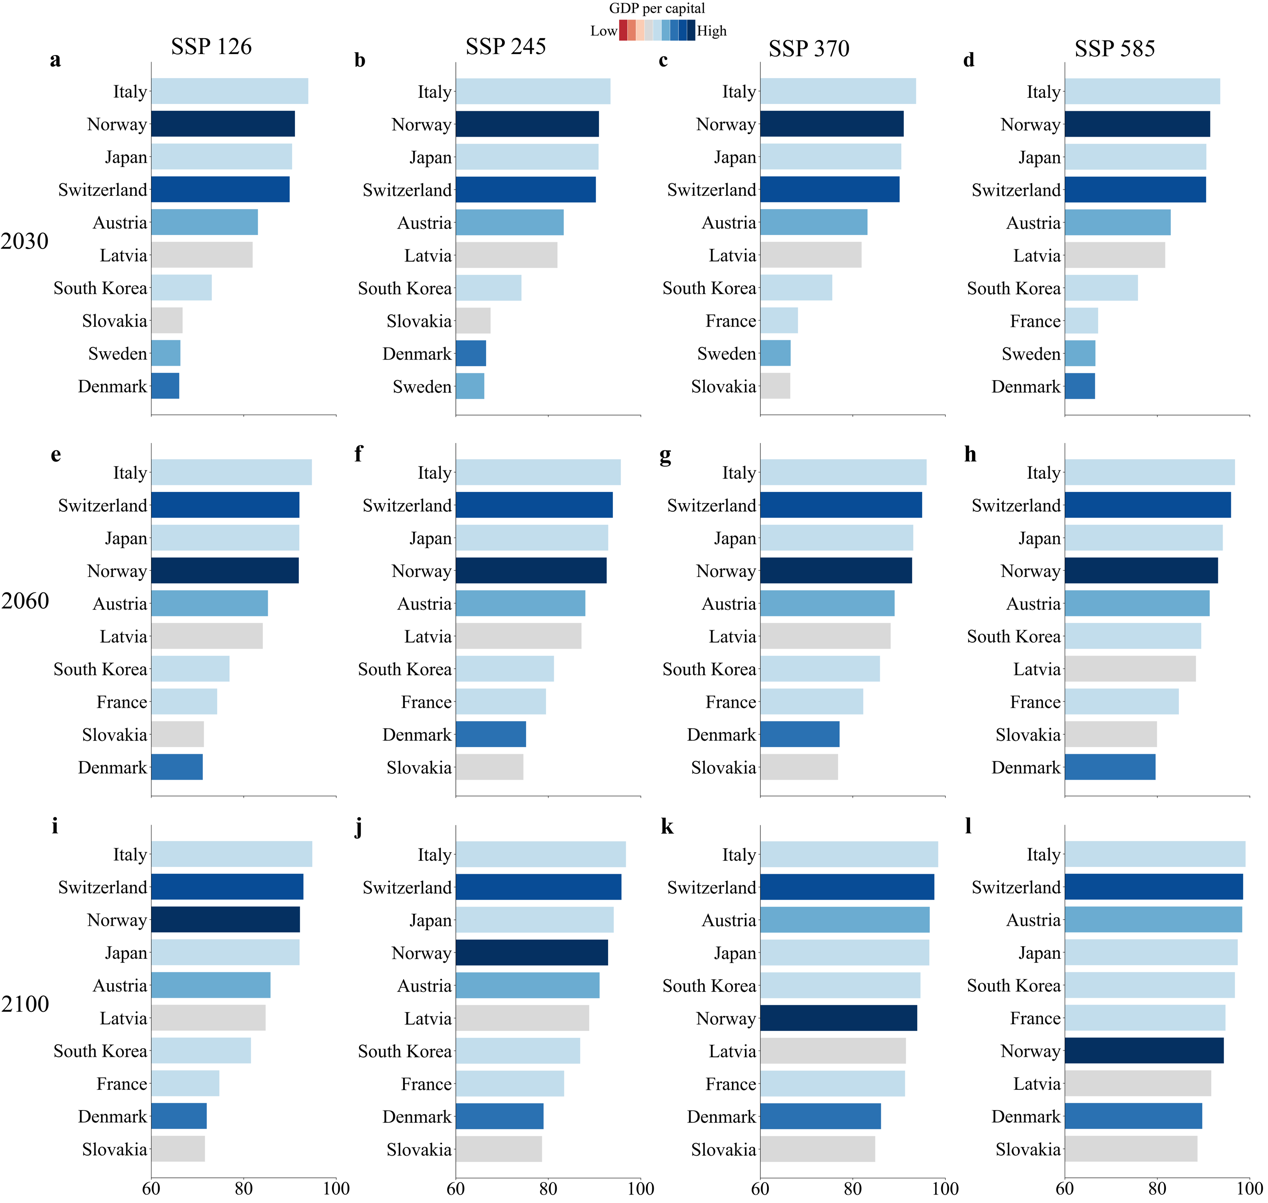 GDP per capital
Low High
SSP 126 SSP 245 SSP 370 SSP 585
a b c d
2030
Italy Italy Italy Italy
Norway Norway Norway Norway
Japan Japan Japan Japan
Switzerland Switzerland Switzerland Switzerland
Austria Austria Austria Austria
Latvia Latvia Latvia Latvia
South Korea South Korea South Korea South Korea
Slovakia Slovakia France France
Sweden Denmark Sweden Sweden
Denmark Sweden Slovakia Denmark
e f g h
2060
Italy Italy Italy Italy
Switzerland Switzerland Switzerland Switzerland
Japan Japan Japan Japan
Norway Norway Norway Norway
Austria Austria Austria Austria
Latvia Latvia Latvia South Korea
South Korea South Korea South Korea Latvia
France France France France
Slovakia Denmark Denmark Slovakia
Denmark Slovakia Slovakia Denmark
i j k l
2100
Italy Italy Italy Italy
Switzerland Switzerland Switzerland Switzerland
Norway Japan Austria Austria
Japan Norway Japan Japan
Austria Austria South Korea South Korea
Latvia Latvia Norway France
South Korea South Korea Latvia Norway
France France France Latvia
Denmark Denmark Denmark Denmark
Slovakia Slovakia Slovakia Slovakia
60 80 100 60 80 100 60 80 100 60 80 100